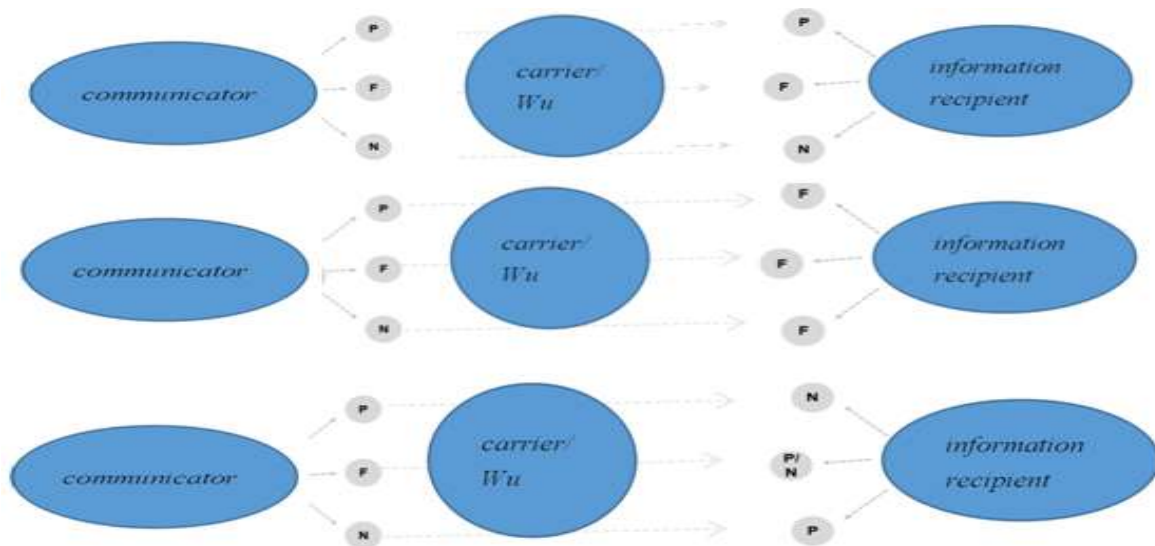 P P
communicator F carrier/ F information
Wu recipient
N N
P F
communicator F carrier/ F information
Wu recipient
N F
P N
communicator F carrier/ P/ information
Wu N recipient
N P